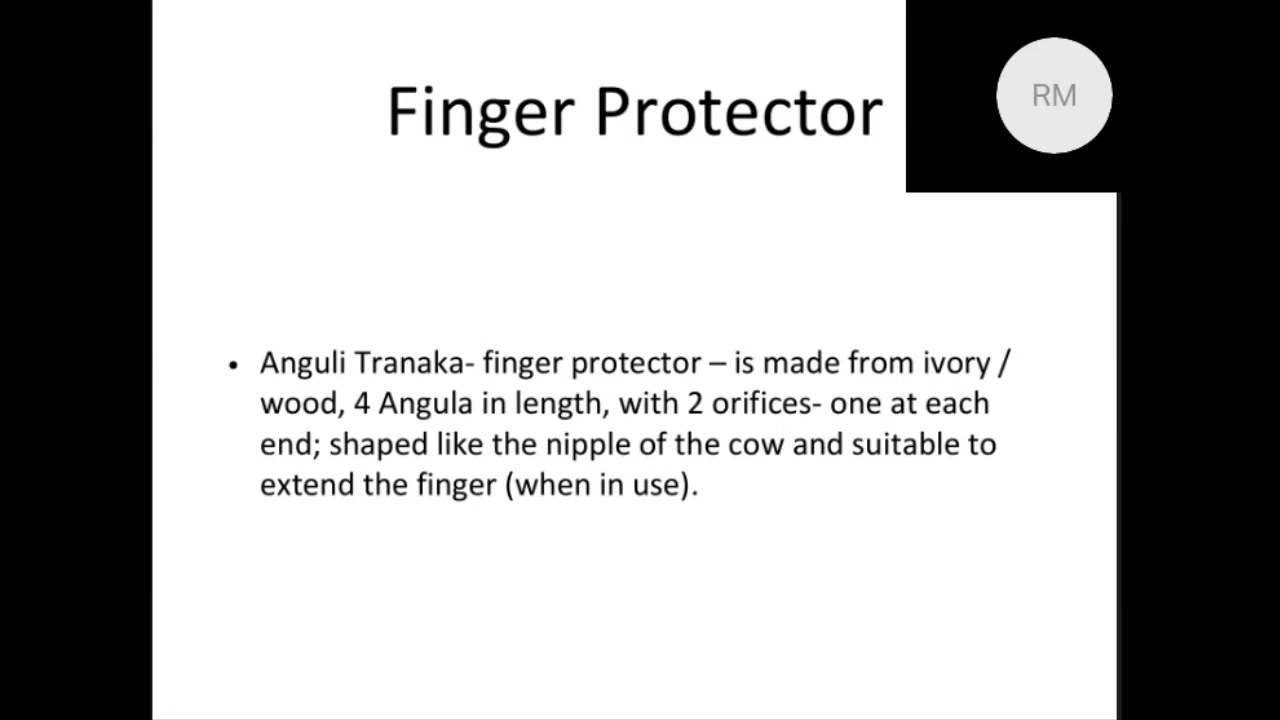 Finger Protector
RM
• Anguli Tranaka- finger protector – is made from ivory /
wood, 4 Angula in length, with 2 orifices- one at each
end; shaped like the nipple of the cow and suitable to
extend the finger (when in use).